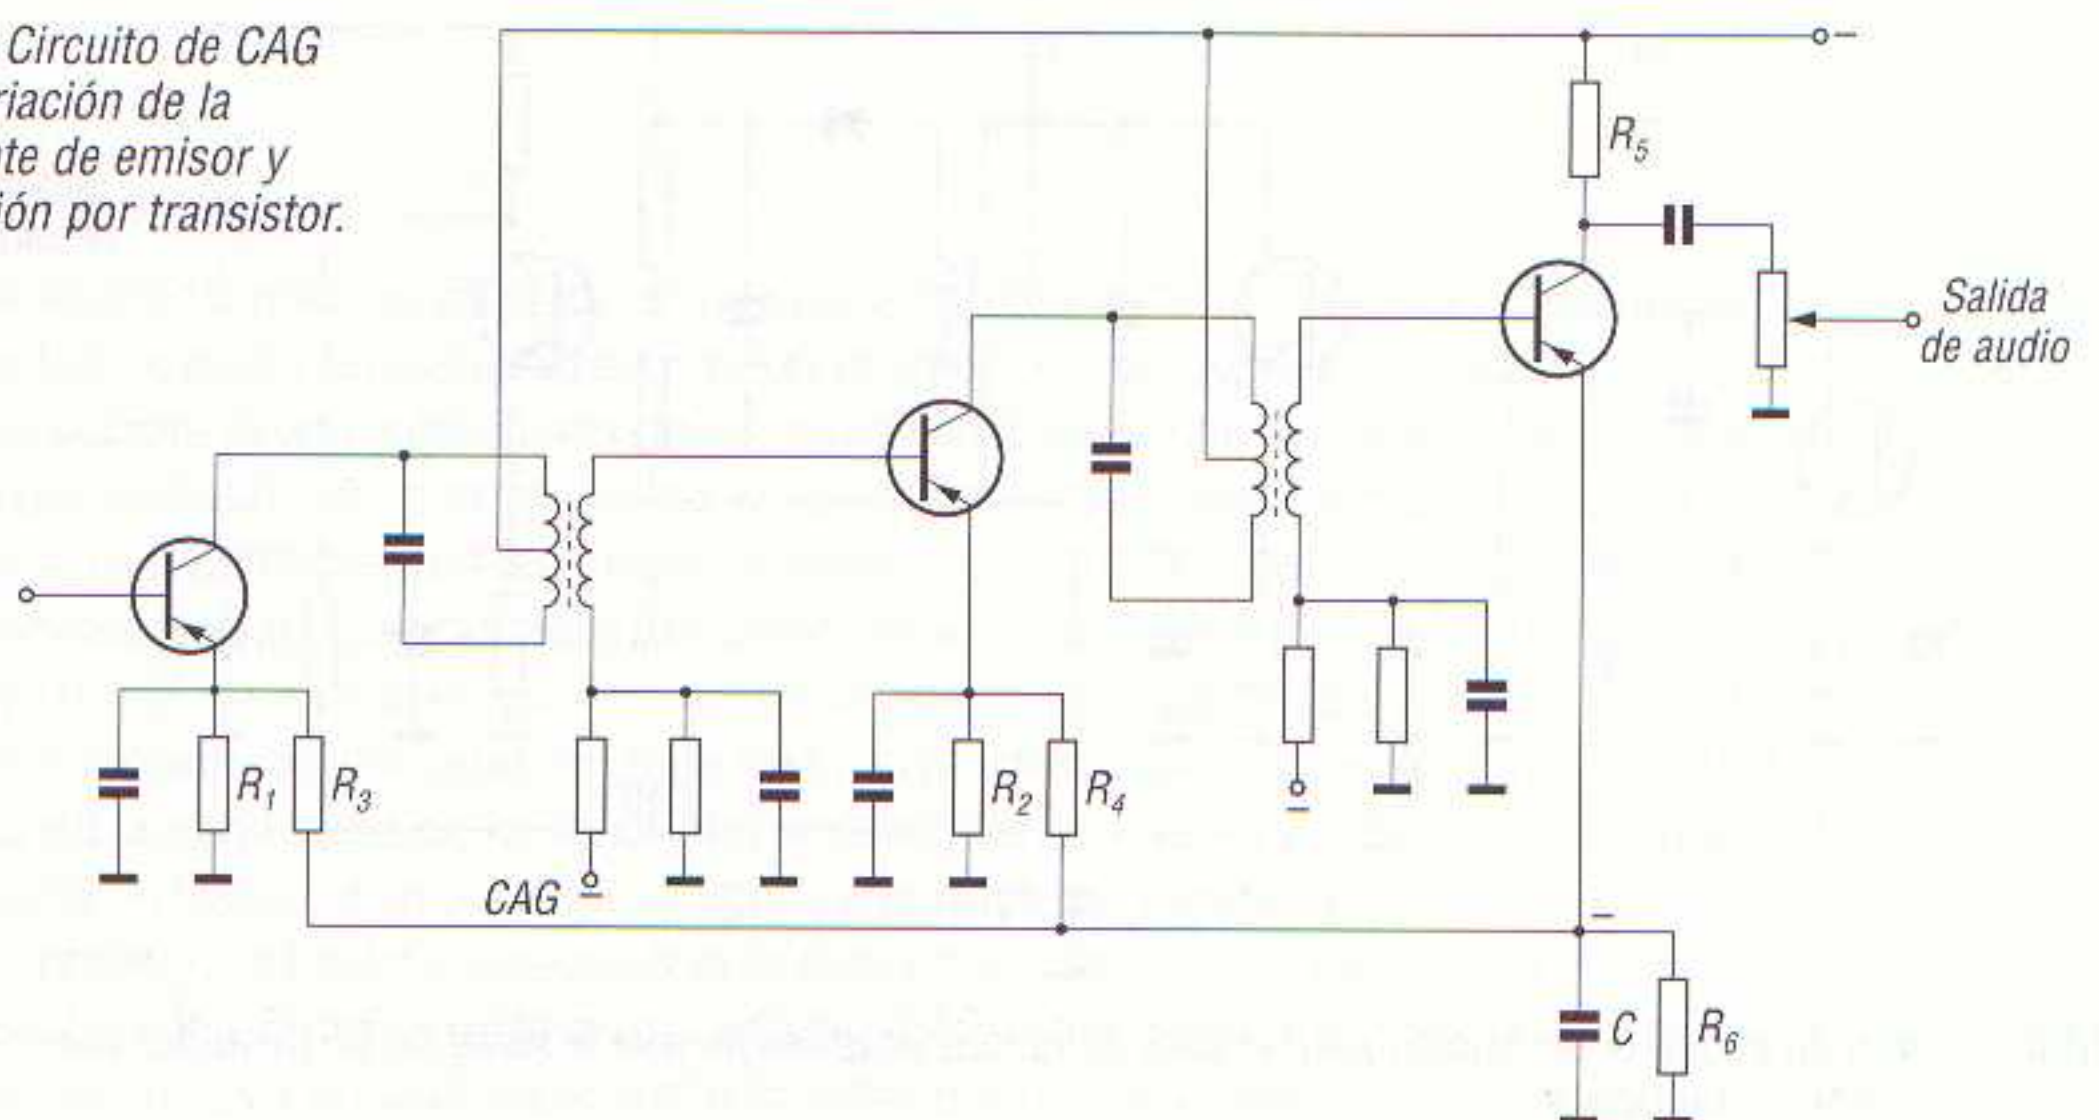 Circuito de CAG
riación de la
te de emisor y
ión por transistor.
R5
Salida
de audio
R1
R3
R2
R4
CAG
C
R6